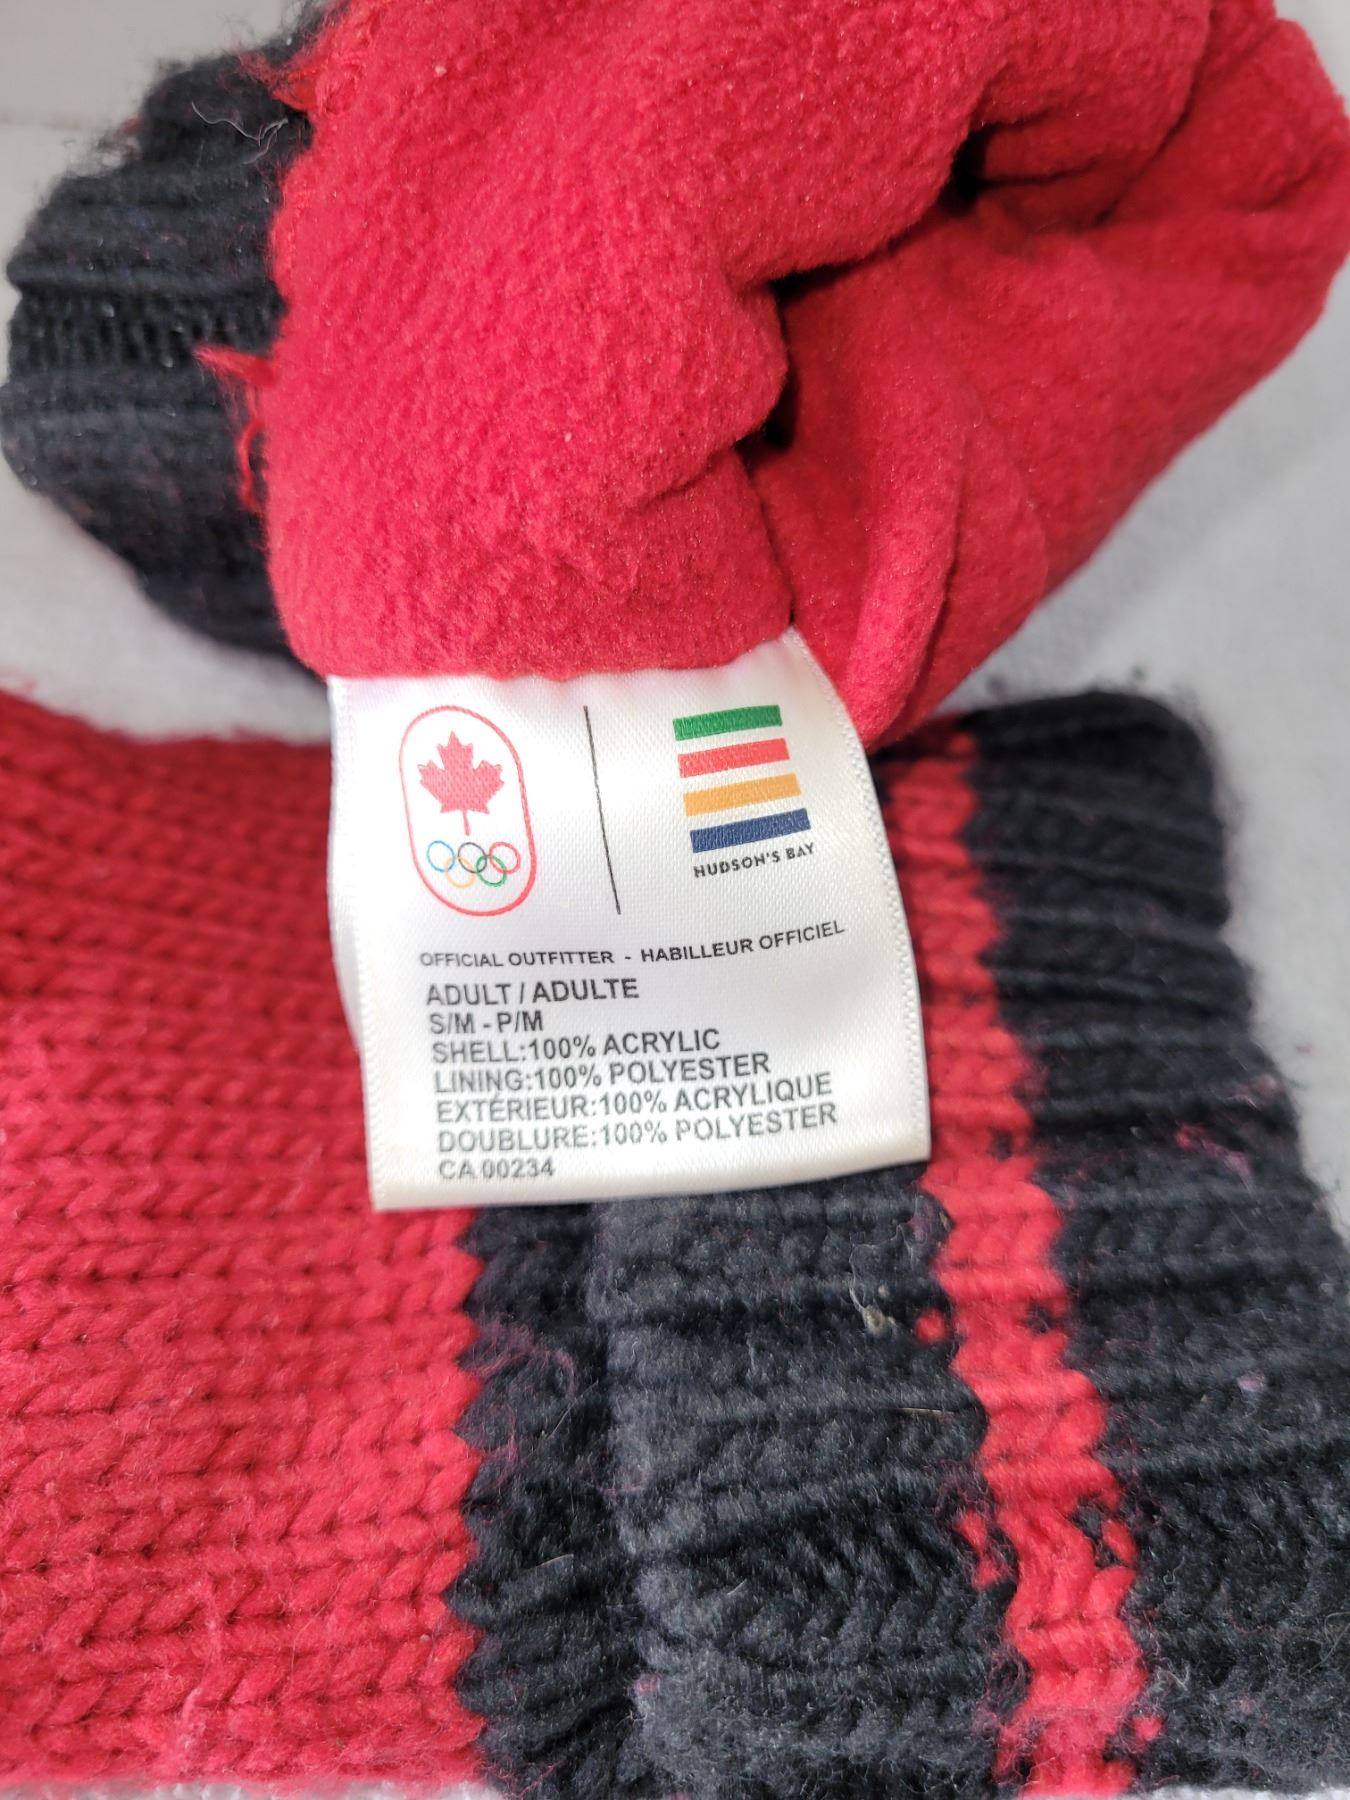 HUDSON'S BAY
OFFICIAL OUTFITTER - HABILLEUR OFFICIEL
ADULT / ADULTE
S/M - P/M
SHELL:100% ACRYLIC
LINING:100% POLYESTER
EXTÉRIEUR:100% ACRYLIQUE
DOUBLURE:100% POLYESTER
CA 00234